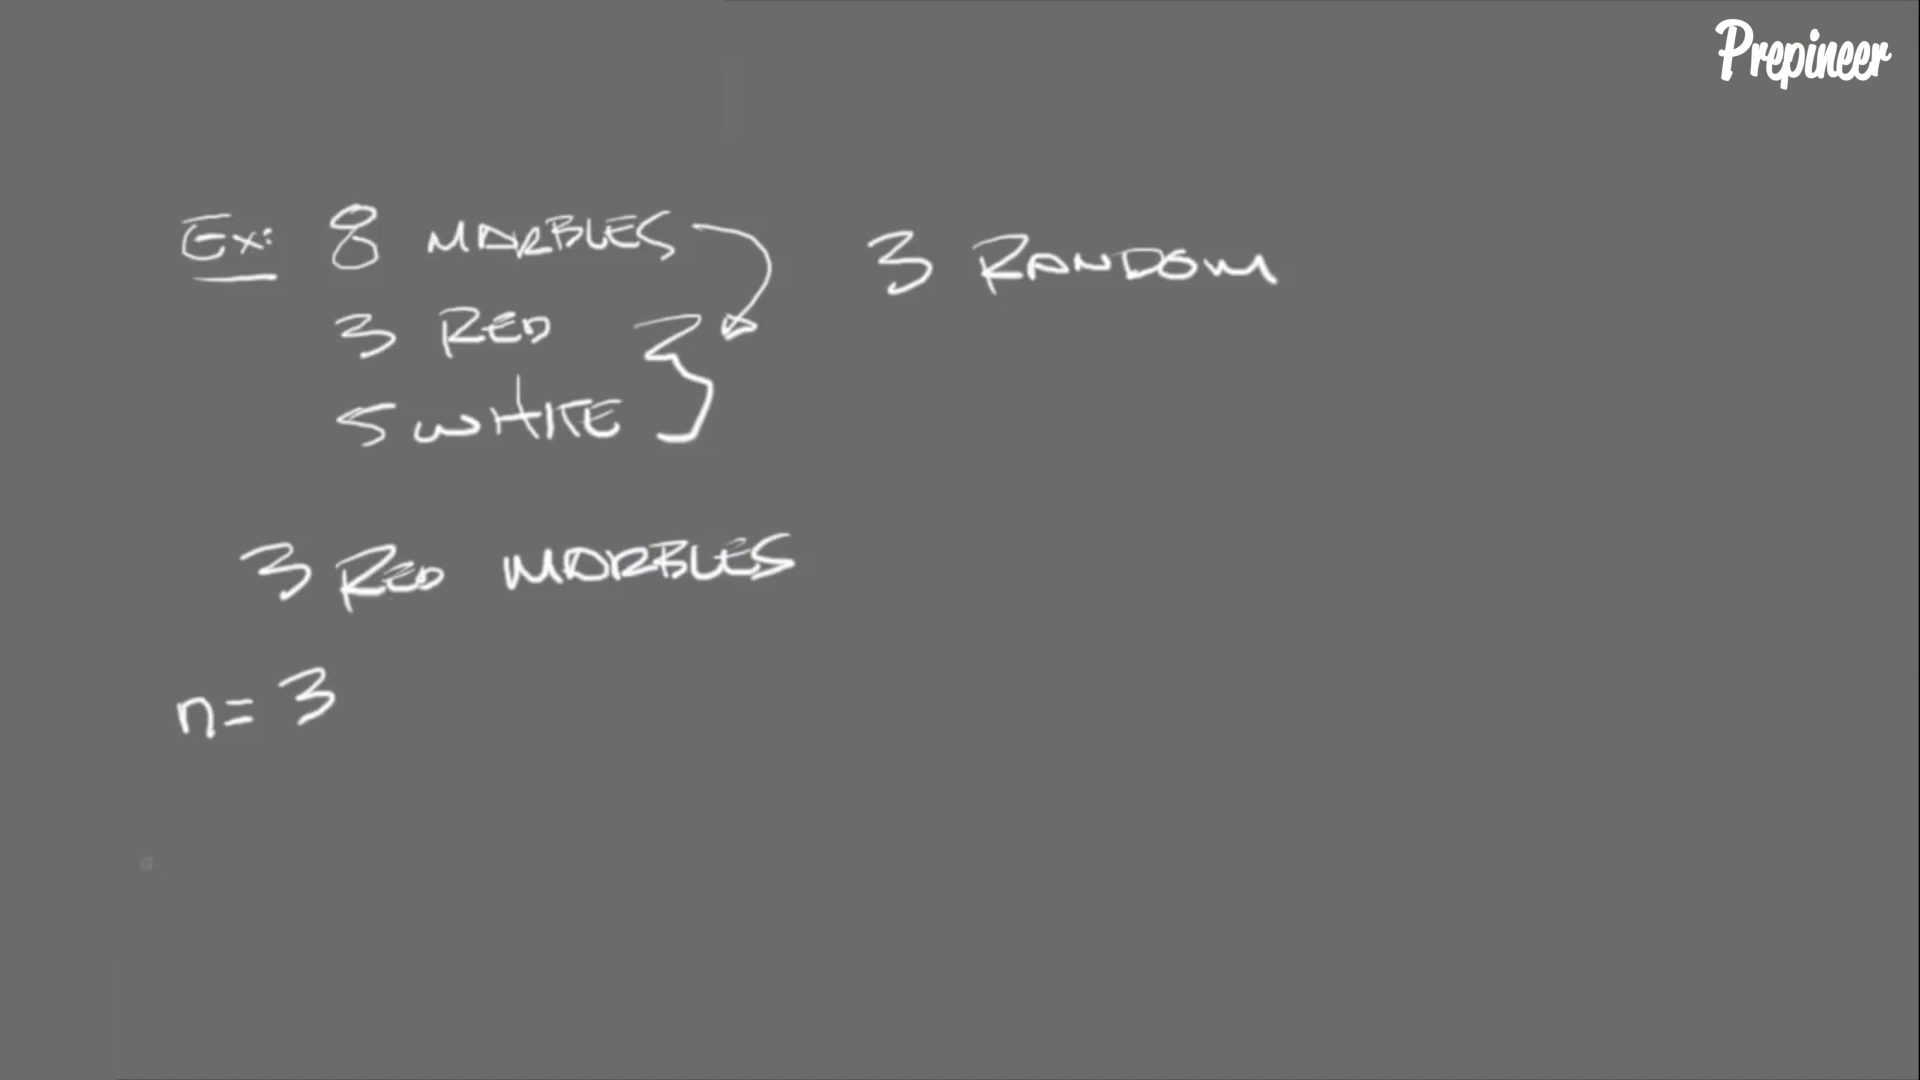 Prepineer
Ex: 8 MARBLES
3 RANDOM
3 RED
5 WHITE
3 RED MARBLES
n = 3